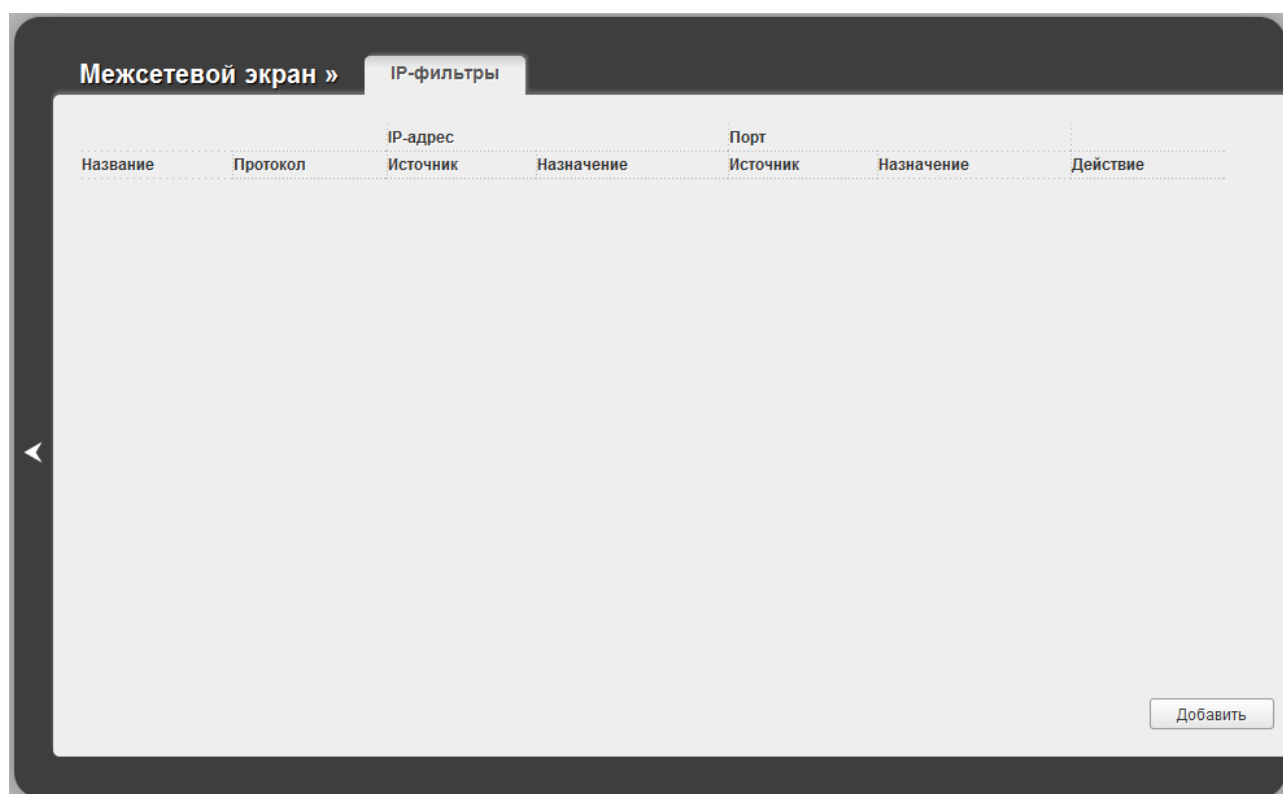 Межсетевой экран » IP-фильтры
IP-адрес Порт
Название Протокол Источник Назначение Источник Назначение Действие
Добавить